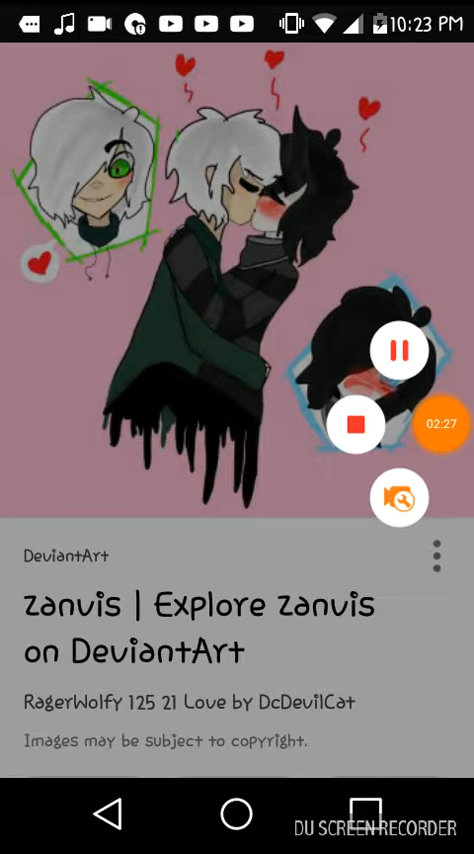 10:23 PM
02:27
DeviantArt
zanvis | Explore zanvis
on DeviantArt
RagerWolfy 125 21 Love by DcDevilCat
Images may be subject to copyright.
DU SCREEN RECORDER